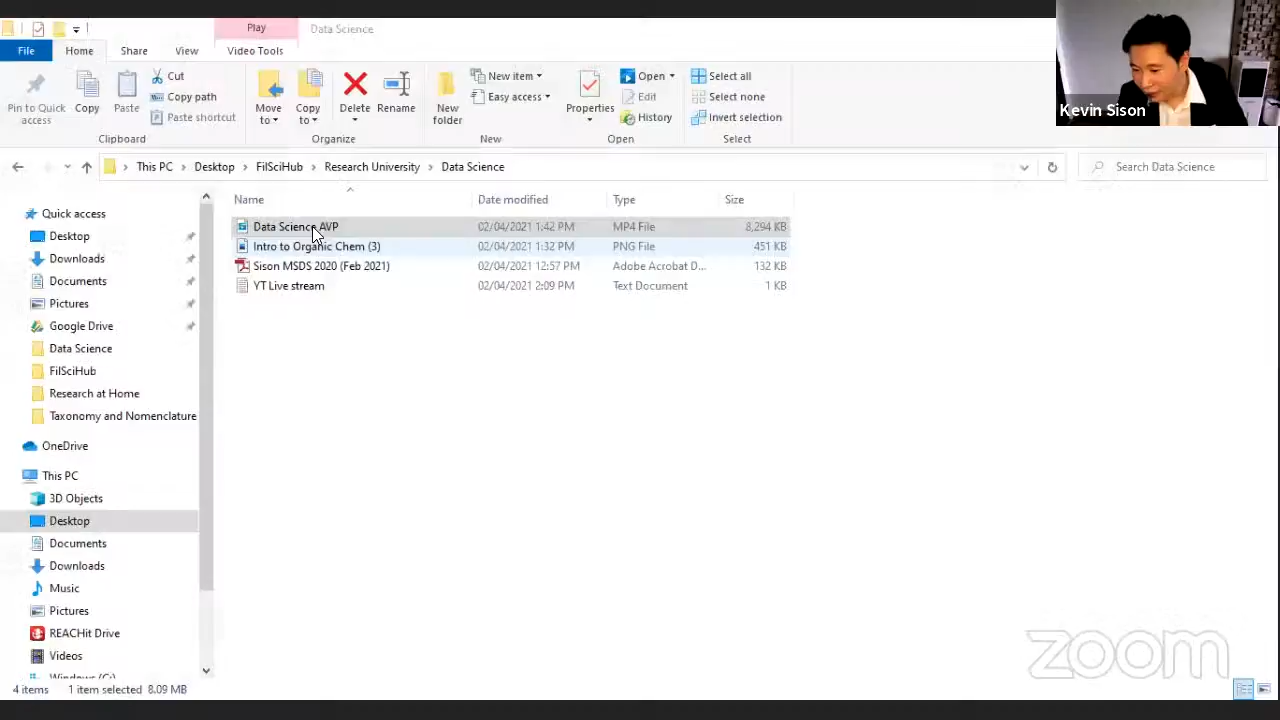 Play
Data Science
File
Home
Share
View
Video Tools
Pin to Quick access
Copy
Paste
Cut
Copy path
Paste shortcut
Clipboard
Move to
Copy to
Delete
Rename
Organize
New folder
New item
Easy access
New
Properties
Open
Edit
History
Open
Select all
Select none
Invert selection
Select
Kevin Sison
This PC > Desktop > FilSciHub > Research University > Data Science
Search Data Science
Name Date modified Type Size
Data Science AVP 02/04/2021 1:42 PM MP4 File 8,294 KB
Intro to Organic Chem (3) 02/04/2021 1:32 PM PNG File 451 KB
Sison MSDS 2020 (Feb 2021) 02/04/2021 12:57 PM Adobe Acrobat D... 132 KB
YT Live stream 02/04/2021 2:09 PM Text Document 1 KB
Quick access
Desktop
Downloads
Documents
Pictures
Google Drive
Data Science
FilSciHub
Research at Home
Taxonomy and Nomenclature
OneDrive
This PC
3D Objects
Desktop
Documents
Downloads
Music
Pictures
REACHit Drive
Videos
Windows (C:)
zoom
4 items 1 item selected 8.09 MB